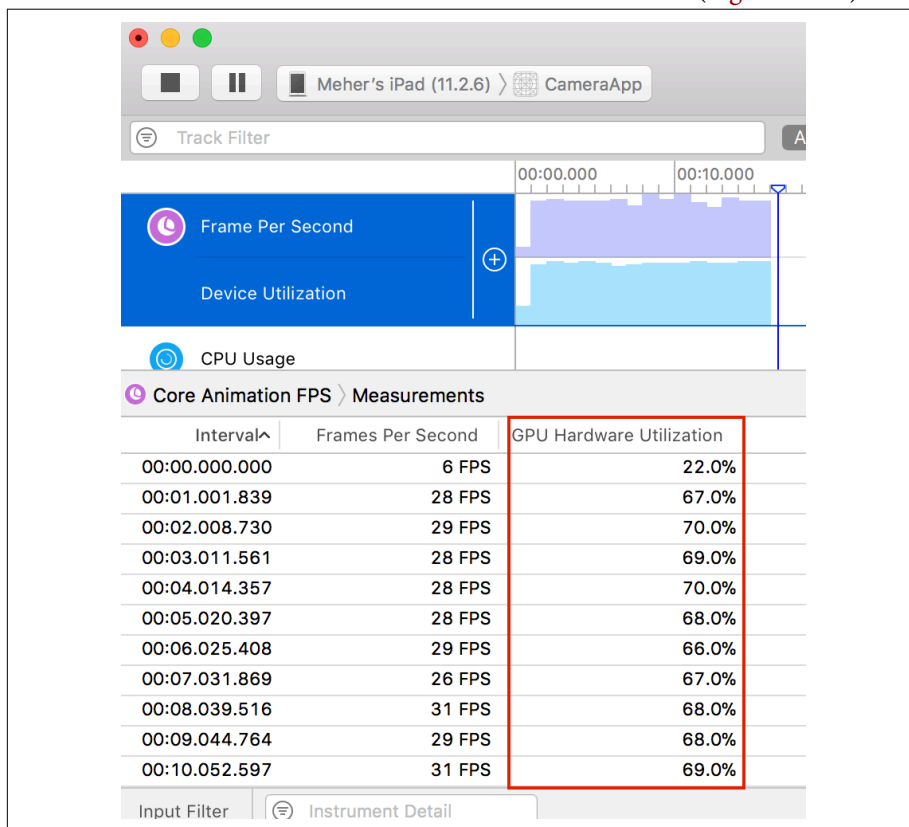 Meher's iPad (11.2.6) 〉 CameraApp
Track Filter
00:00.000 00:10.000
Frame Per Second
Device Utilization
CPU Usage
Core Animation FPS 〉 Measurements
Interval^ Frames Per Second GPU Hardware Utilization
00:00.000.000 6 FPS 22.0%
00:01.001.839 28 FPS 67.0%
00:02.008.730 29 FPS 70.0%
00:03.011.561 28 FPS 69.0%
00:04.014.357 28 FPS 70.0%
00:05.020.397 28 FPS 68.0%
00:06.025.408 29 FPS 66.0%
00:07.031.869 26 FPS 67.0%
00:08.039.516 31 FPS 68.0%
00:09.044.764 29 FPS 68.0%
00:10.052.597 31 FPS 69.0%
Input Filter Instrument Detail